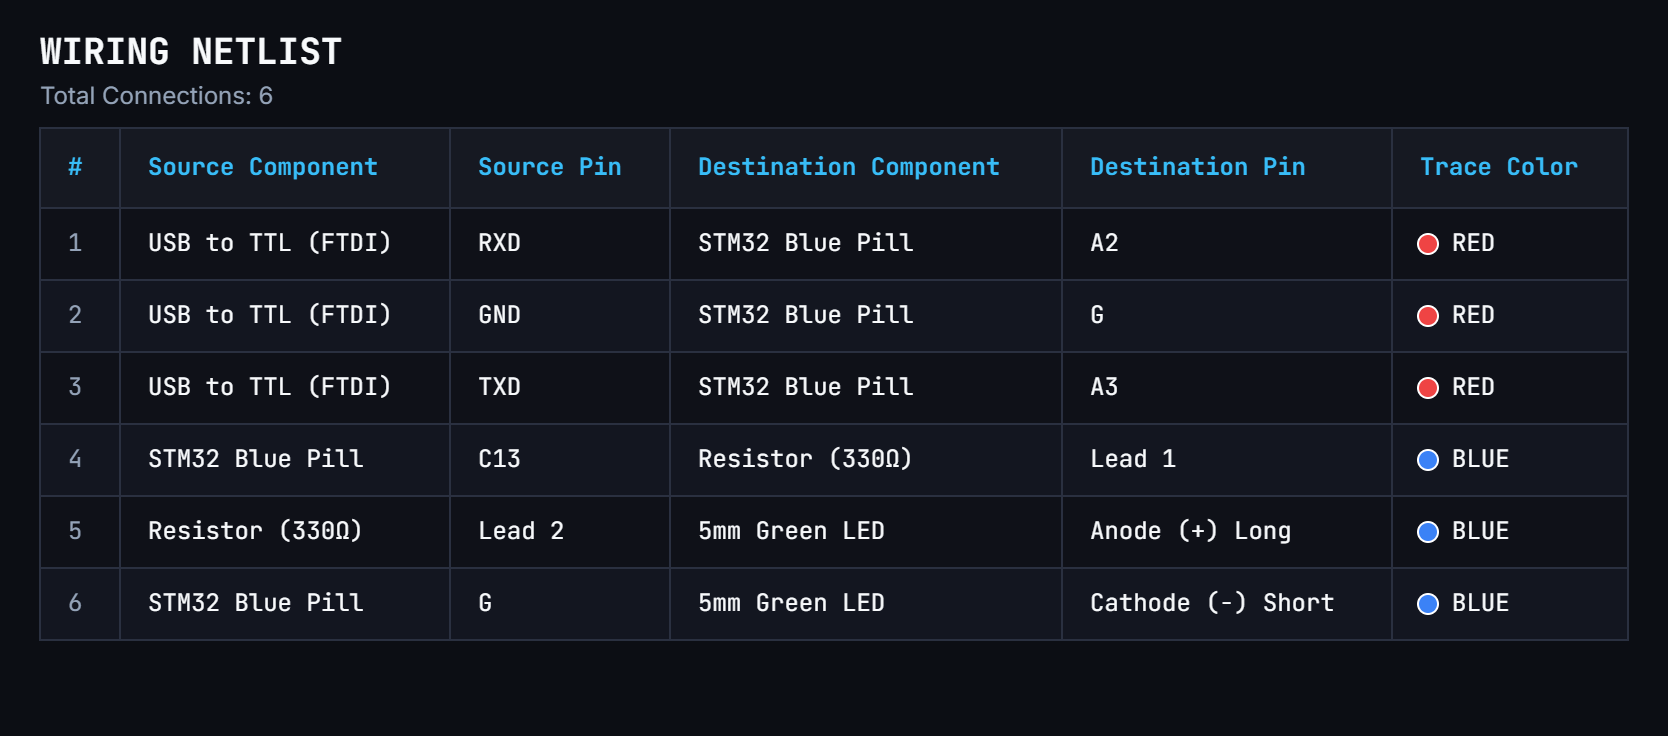 WIRING NETLIST
Total Connections: 6
# Source Component Source Pin Destination Component Destination Pin Trace Color
1 USB to TTL (FTDI) RXD STM32 Blue Pill A2 RED
2 USB to TTL (FTDI) GND STM32 Blue Pill G RED
3 USB to TTL (FTDI) TXD STM32 Blue Pill A3 RED
4 STM32 Blue Pill C13 Resistor (330Ω) Lead 1 BLUE
5 Resistor (330Ω) Lead 2 5mm Green LED Anode (+) Long BLUE
6 STM32 Blue Pill G 5mm Green LED Cathode (-) Short BLUE